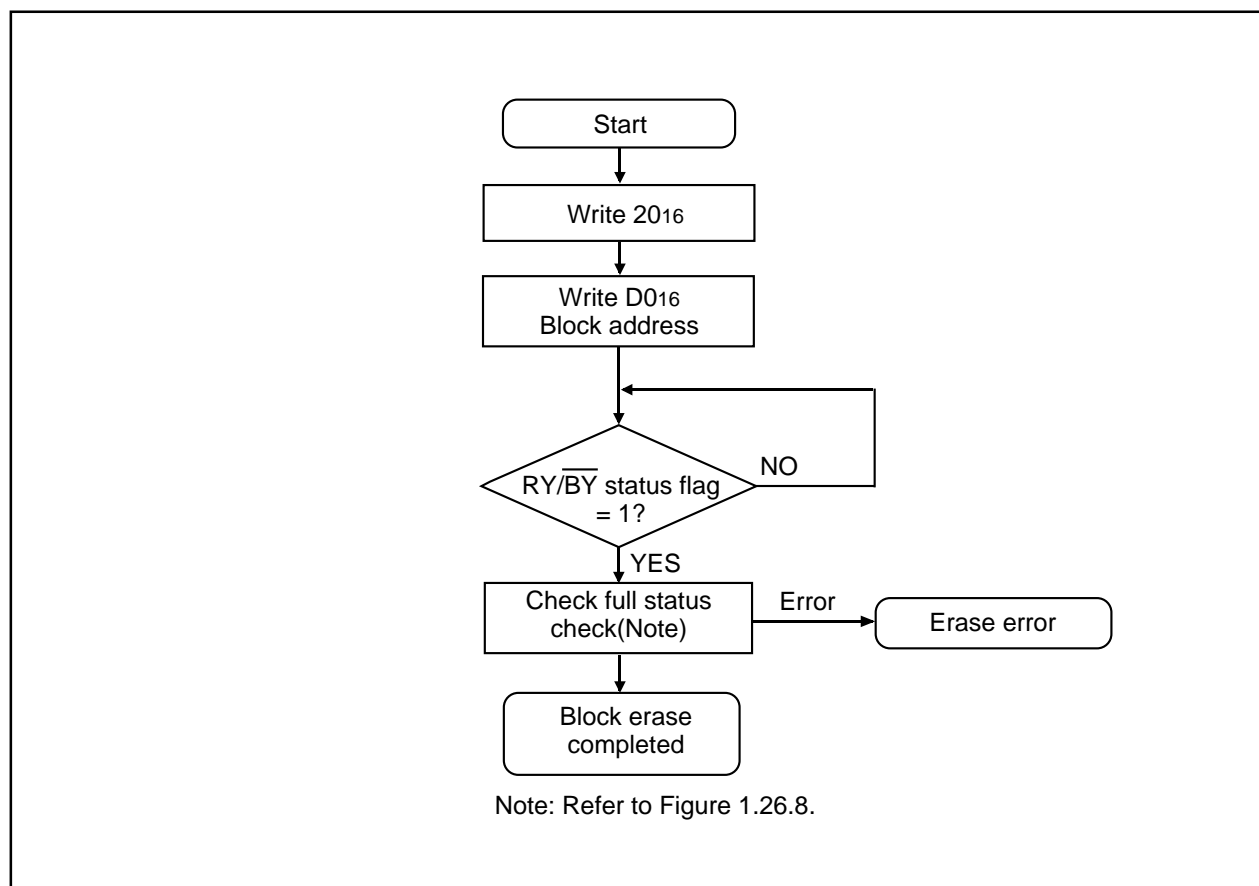 Start
Write 2016
Write D016
Block address
NO
RY/B̅Y̅ status flag
= 1?
YES
Check full status
check(Note)
Error
Erase error
Block erase
completed
Note: Refer to Figure 1.26.8.